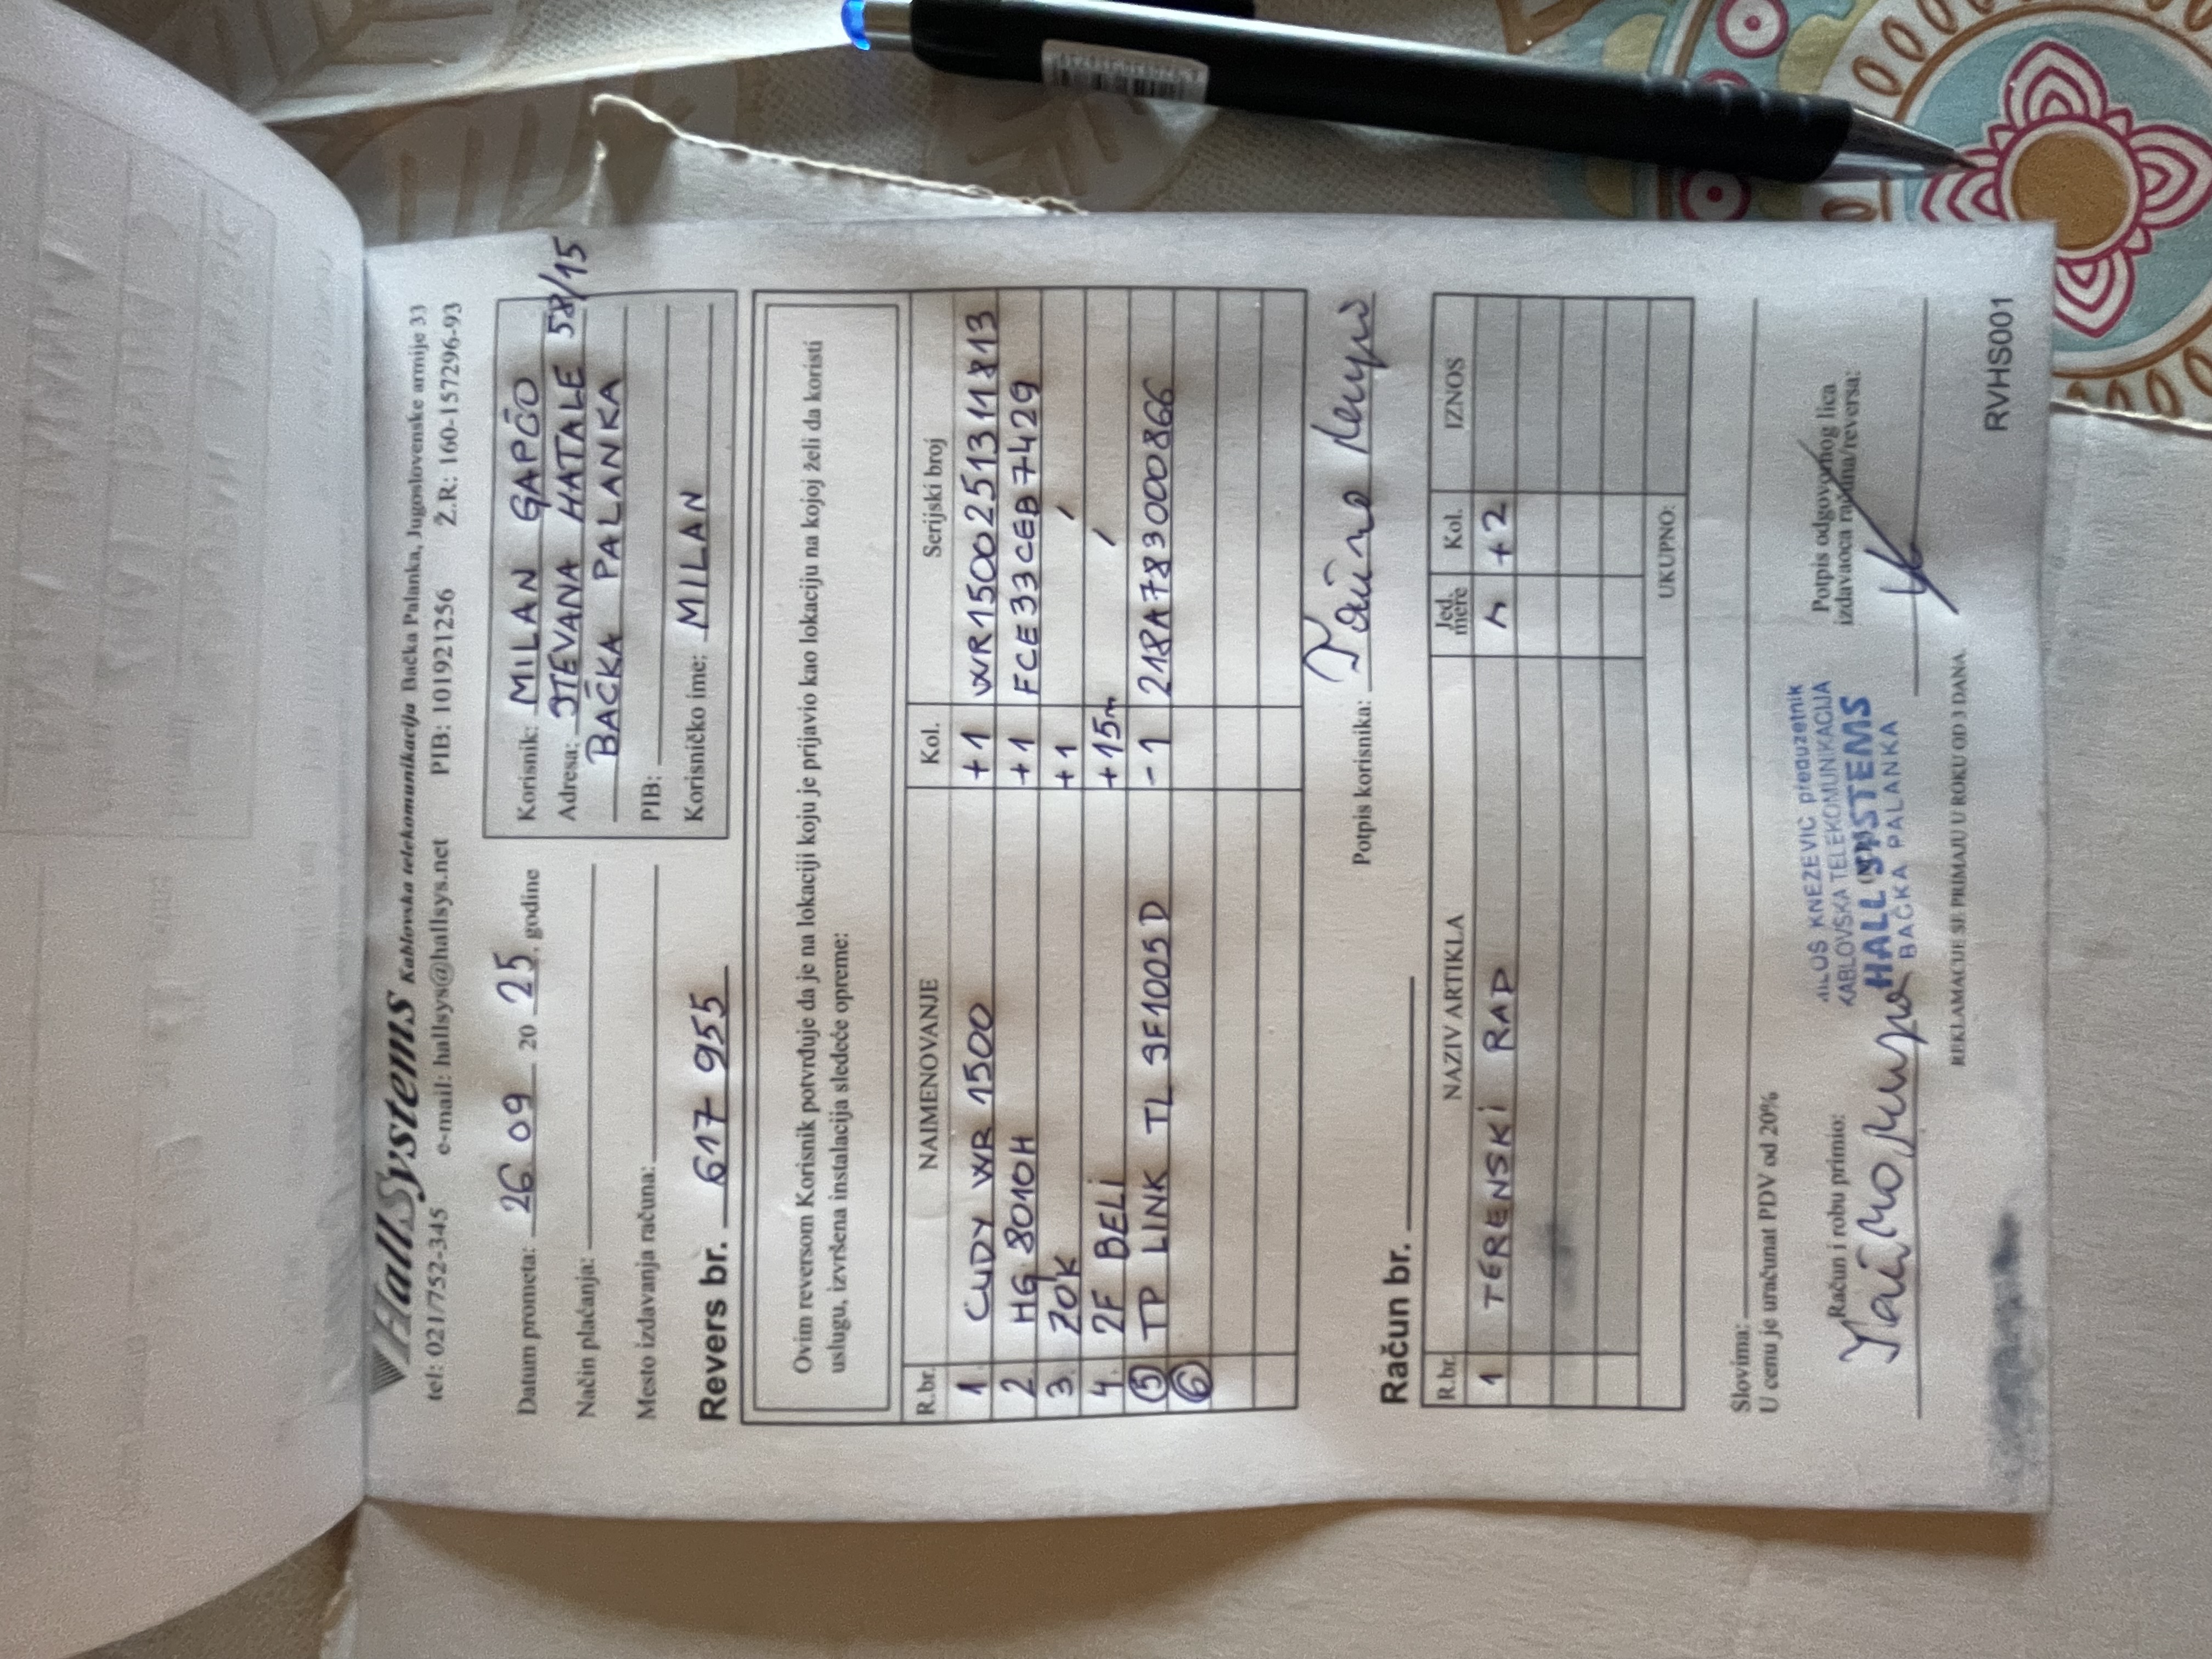 HallSystems Kablovska telekomunikacija Bačka Palanka, Jugoslovenske armije 33
tel: 021/752-345 e-mail: hallsys@hallsys.net PIB: 101921256 Ž.R: 160-1572296-93
Datum prometa: 26 09 20 25, godine
Način plaćanja:
Mesto izdavanja računa:
Revers br. 617 955
Korisnik: MILAN
Adresa: STEVANA HATALE 58/15
BAČKA PALANKA
PIB:
Korisničko ime: MILAN
Ovim reversom Korisnik potvrđuje da je na lokaciji koju je prijavio kao lokaciju na kojoj želi da koristi
uslugu, izvršena instalacija sledeće opreme:
R.br. NAIMENOVANJE Kol. Serijski broj
1. CUDY WR 1500 +1 WR1500251311813
2 HG 8010H +1 FCE33CEB7429
3. +1
4. 2F BELI +15m
5 TP LINK TL SF1005D -1 218A783000866
6
Potpis korisnika:
Račun br.
R.br. NAZIV ARTIKLA Jed. mere Kol. IZNOS
1 TERENSKI RAD h +2
UKUPNO:
Slovima:
U cenu je uračunat PDV od 20%
Račun i robu primio:
MILOŠ KNEŽEVIĆ preduzetnik
KABLOVSKA TELEKOMUNIKACIJA
HALL SYSTEMS
BAČKA PALANKA
Potpis odgovornog lica
izdavaoca računa/reversa:
REKLAMACIJE SE PRIMAJU U ROKU OD 3 DANA
RVHS001